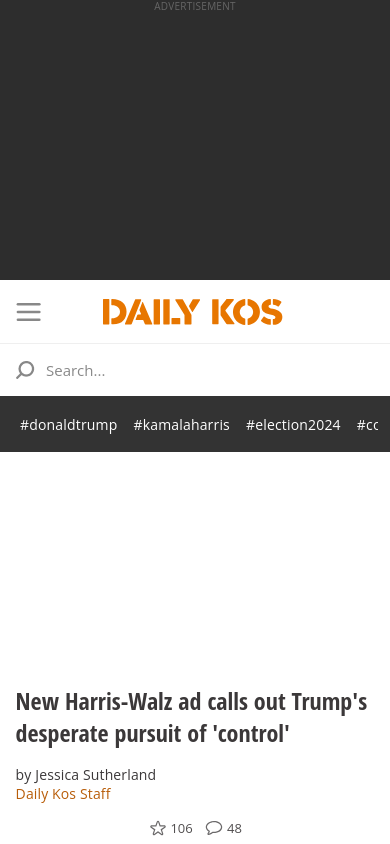 ADVERTISEMENT
DAILY KOS
Search...
#donaldtrump #kamalaharris #election2024
New Harris-Walz ad calls out Trump's
desperate pursuit of 'control'
by Jessica Sutherland
Daily Kos Staff
106 48